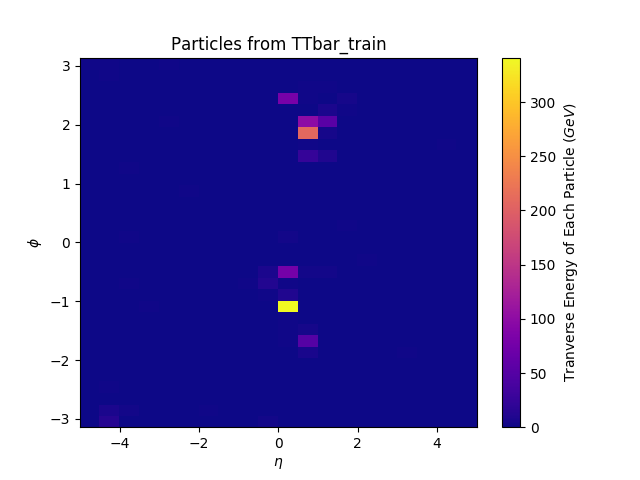 Particles from TTbar_train
3
2
1
0
−1
−2
−3
ϕ
−4 −2 0 2 4
η
300
250
200
150
100
50
0
Tranverse Energy of Each Particle (GeV)